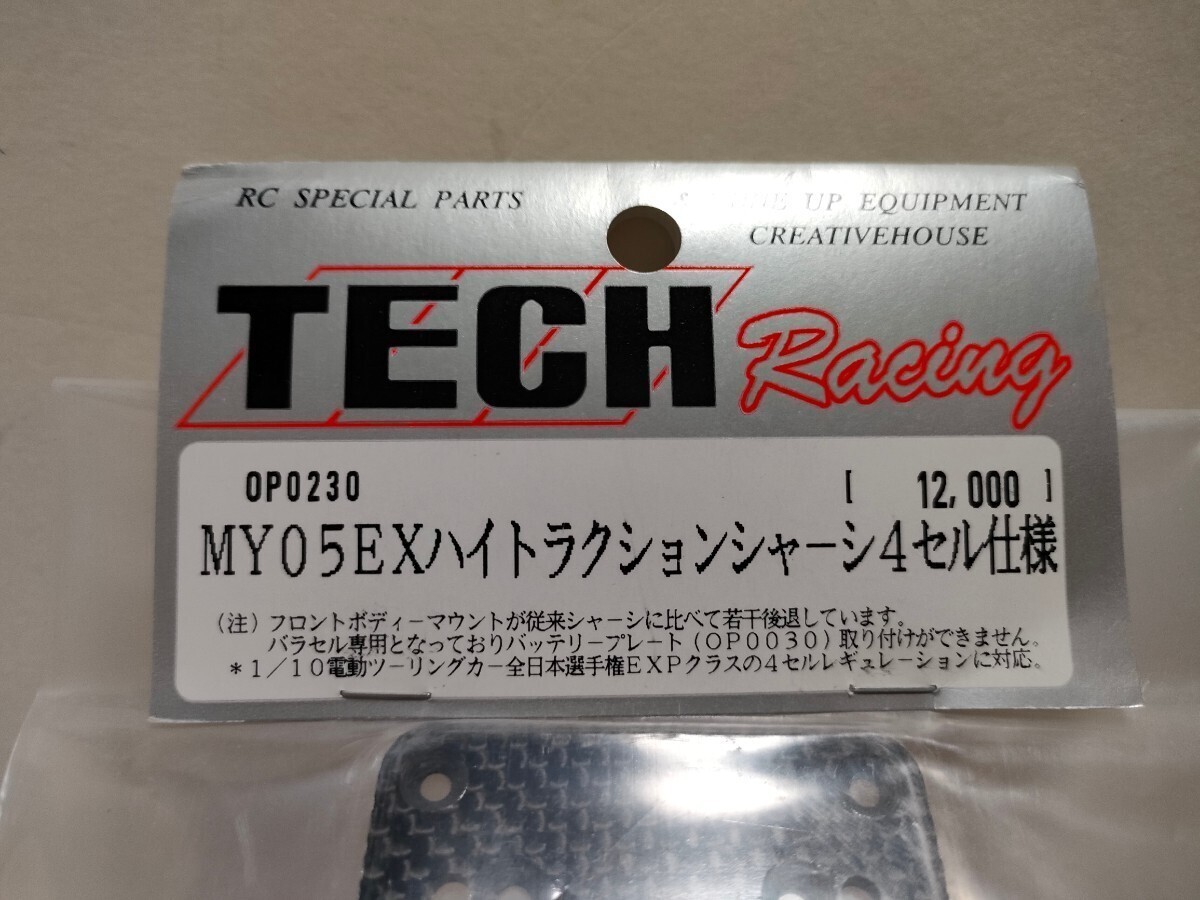 RC SPECIAL PARTS
UP EQUIPMENT
CREATIVEHOUSE
TECH Racing
OP0230 [ 12,000 ]
MY05EXハイトラクションシャーシ4セル仕様
(注) フロントボディーマウントが従来シャーシに比べて若干後退しています。
バラセル専用となっておりバッテリープレート(OP0030)取り付けができません。
*1/10電動ツーリングカー全日本選手権EXPクラスの4セルレギュレーションに対応。